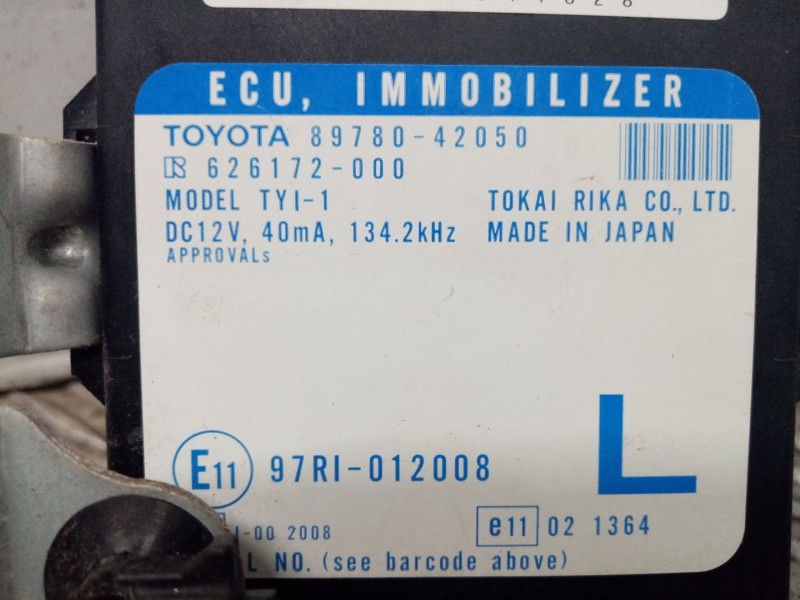 ECU, IMMOBILIZER
TOYOTA 89780-42050
R 626172-000
MODEL TYI-1 TOKAI RIKA CO., LTD.
DC12V, 40mA, 134.2kHz MADE IN JAPAN
APPROVALs
L
E11 97RI-012008
I-00 2008 e11 02 1364
L NO. (see barcode above)